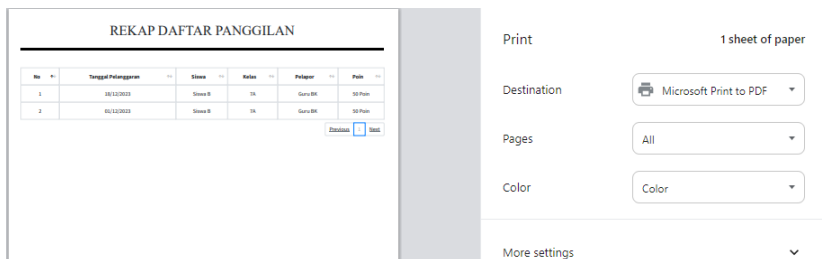 REKAP DAFTAR PANGGILAN
No Tanggal Pelanggaran Siswa Kelas Pelapor Poin
1 18/12/2023 Siswa B 7A Guru BK 50 Poin
2 01/12/2023 Siswa B 7A Guru BK 50 Poin
Previous 1 Next
Print 1 sheet of paper
Destination Microsoft Print to PDF
Pages All
Color Color
More settings